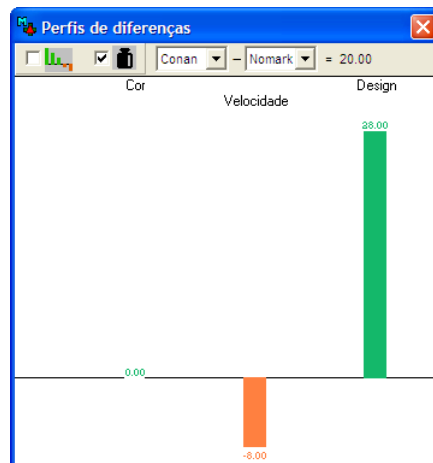 Perfis de diferenças
Conan – Nomark = 20.00
Cor
Velocidade
Design
28.00
0.00
-8.00